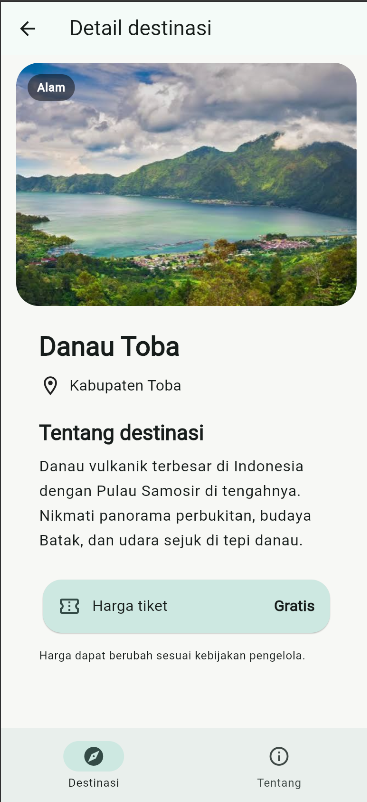 Detail destinasi
Alam
Danau Toba
Kabupaten Toba
Tentang destinasi
Danau vulkanik terbesar di Indonesia
dengan Pulau Samosir di tengahnya.
Nikmati panorama perbukitan, budaya
Batak, dan udara sejuk di tepi danau.
Harga tiket Gratis
Harga dapat berubah sesuai kebijakan pengelola.
Destinasi Tentang